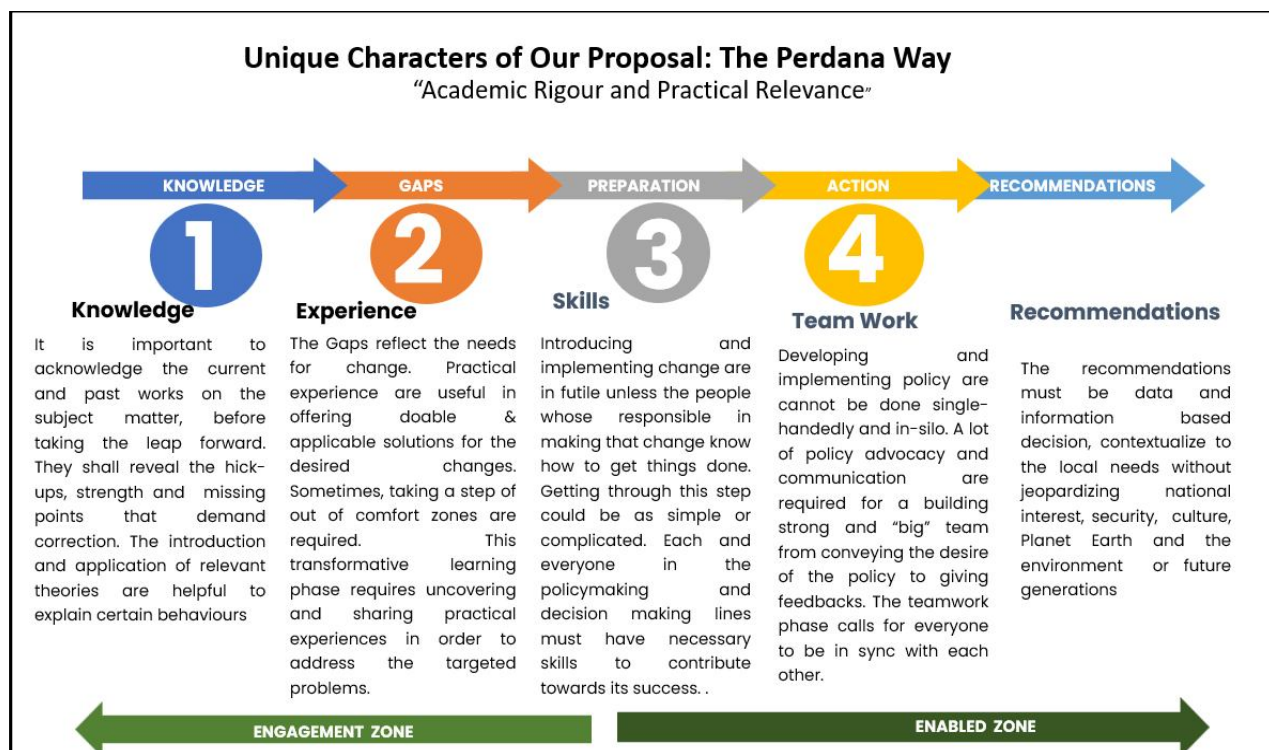 Unique Characters of Our Proposal: The Perdana Way
“Academic Rigour and Practical Relevance”
KNOWLEDGE
GAPS
PREPARATION
ACTION
RECOMMENDATIONS
1
2
3
4
Knowledge
It is important to
acknowledge the current
and past works on the
subject matter, before
taking the leap forward.
They shall reveal the hick-
ups, strength and missing
points that demand
correction. The introduction
and application of relevant
theories are helpful to
explain certain behaviours
Experience
The Gaps reflect the needs
for change. Practical
experience are useful in
offering doable &
applicable solutions for the
desired changes.
Sometimes, taking a step of
out of comfort zones are
required. This
transformative learning
phase requires uncovering
and sharing practical
experiences in order to
address the targeted
problems.
Skills
Introducing and
implementing change are
in futile unless the people
whose responsible in
making that change know
how to get things done.
Getting through this step
could be as simple or
complicated. Each and
everyone in the
policymaking and
decision making lines
must have necessary
skills to contribute
towards its success. .
Team Work
Developing and
implementing policy are
cannot be done single-
handedly and in-silo. A lot
of policy advocacy and
communication are
required for a building
strong and “big” team
from conveying the desire
of the policy to giving
feedbacks. The teamwork
phase calls for everyone
to be in sync with each
other.
Recommendations
The recommendations
must be data and
information based
decision, contextualize to
the local needs without
jeopardizing national
interest, security, culture,
Planet Earth and the
environment or future
generations
ENGAGEMENT ZONE
ENABLED ZONE